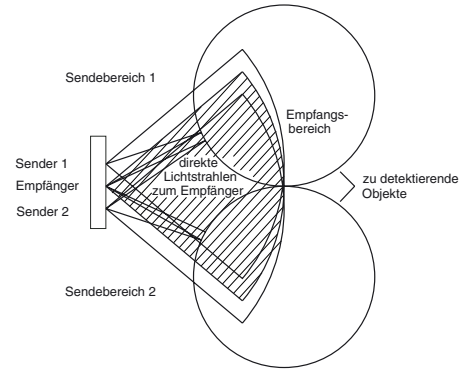 Sendebereich 1
Empfangs-
bereich
direkte
Lichtstrahlen
zum Empfänger
Sender 1
Empfänger
Sender 2
zu detektierende
Objekte
Sendebereich 2